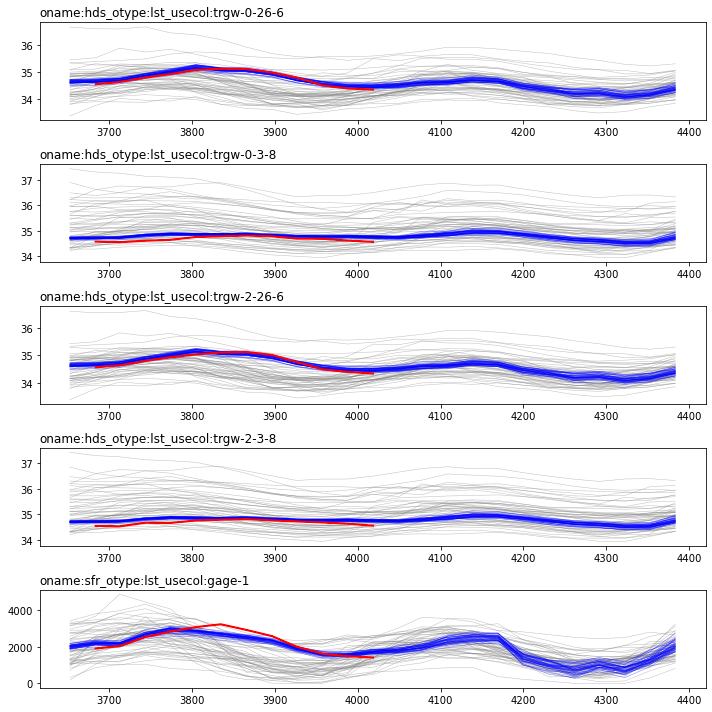 oname:hds_otype:lst_usecol:trgw-0-26-6
36
35
34
3700 3800 3900 4000 4100 4200 4300 4400
oname:hds_otype:lst_usecol:trgw-0-3-8
37
36
35
34
3700 3800 3900 4000 4100 4200 4300 4400
oname:hds_otype:lst_usecol:trgw-2-26-6
36
35
34
3700 3800 3900 4000 4100 4200 4300 4400
oname:hds_otype:lst_usecol:trgw-2-3-8
37
36
35
34
3700 3800 3900 4000 4100 4200 4300 4400
oname:sfr_otype:lst_usecol:gage-1
4000
2000
0
3700 3800 3900 4000 4100 4200 4300 4400